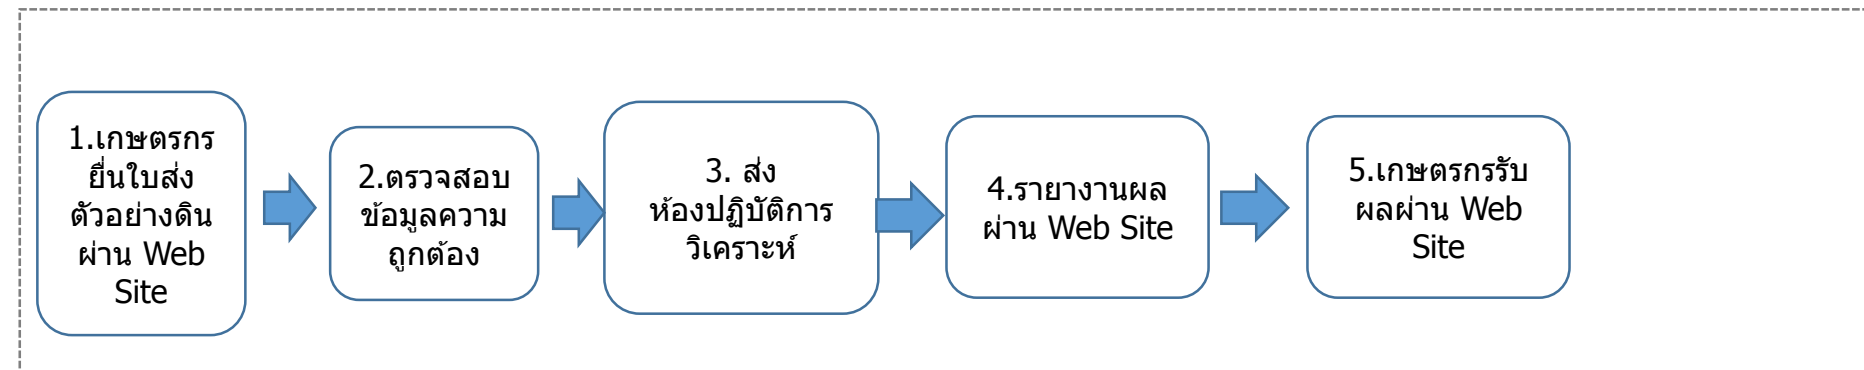 1.เกษตรกร
ยื่นใบส่ง
ตัวอย่างดิน
ผ่าน Web
Site
2.ตรวจสอบ
ข้อมูลความ
ถูกต้อง
3. ส่ง
ห้องปฏิบัติการ
วิเคราะห์
4.รายางานผล
ผ่าน Web Site
5.เกษตรกรรับ
ผลผ่าน Web
Site